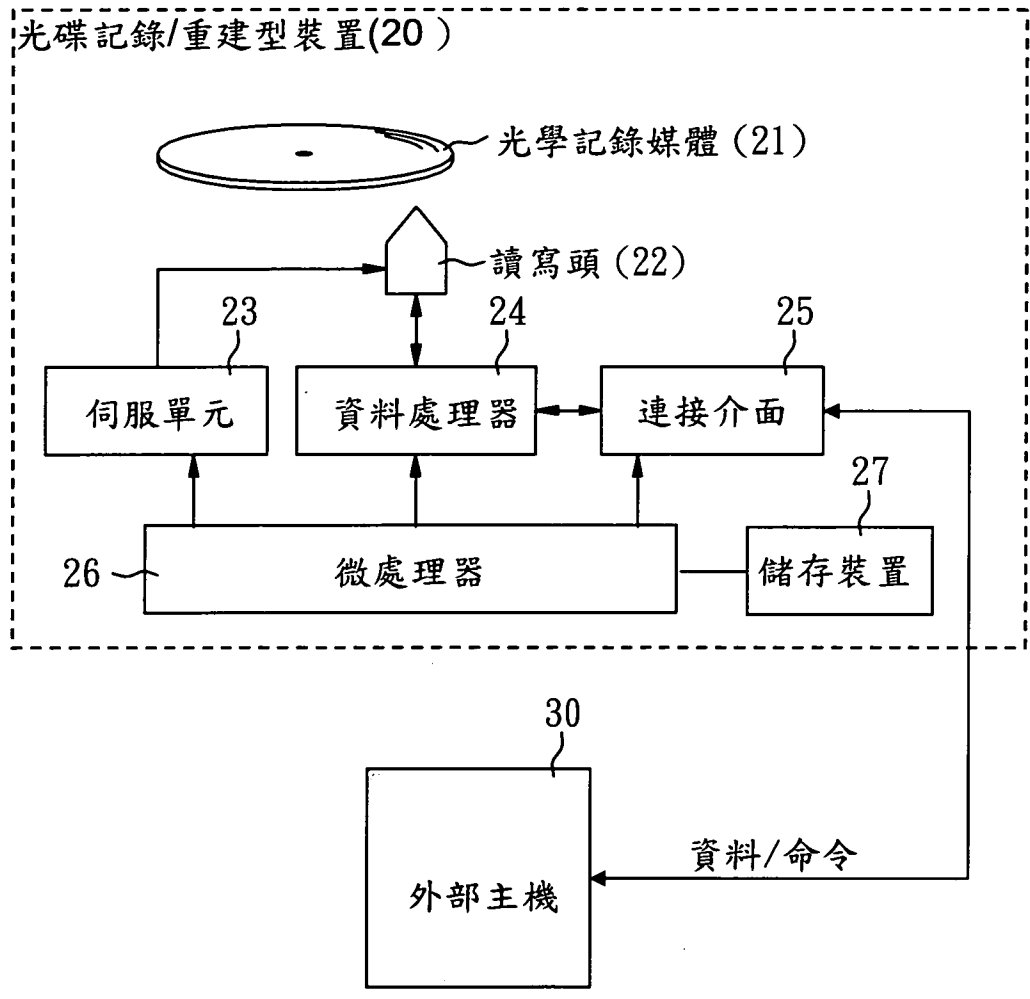 光碟記錄/重建型裝置(20 )
光學記錄媒體(21)
讀寫頭(22)
23
24
25
伺服單元
資料處理器
連接介面
27
26
微處理器
儲存裝置
30
資料/命令
外部主機